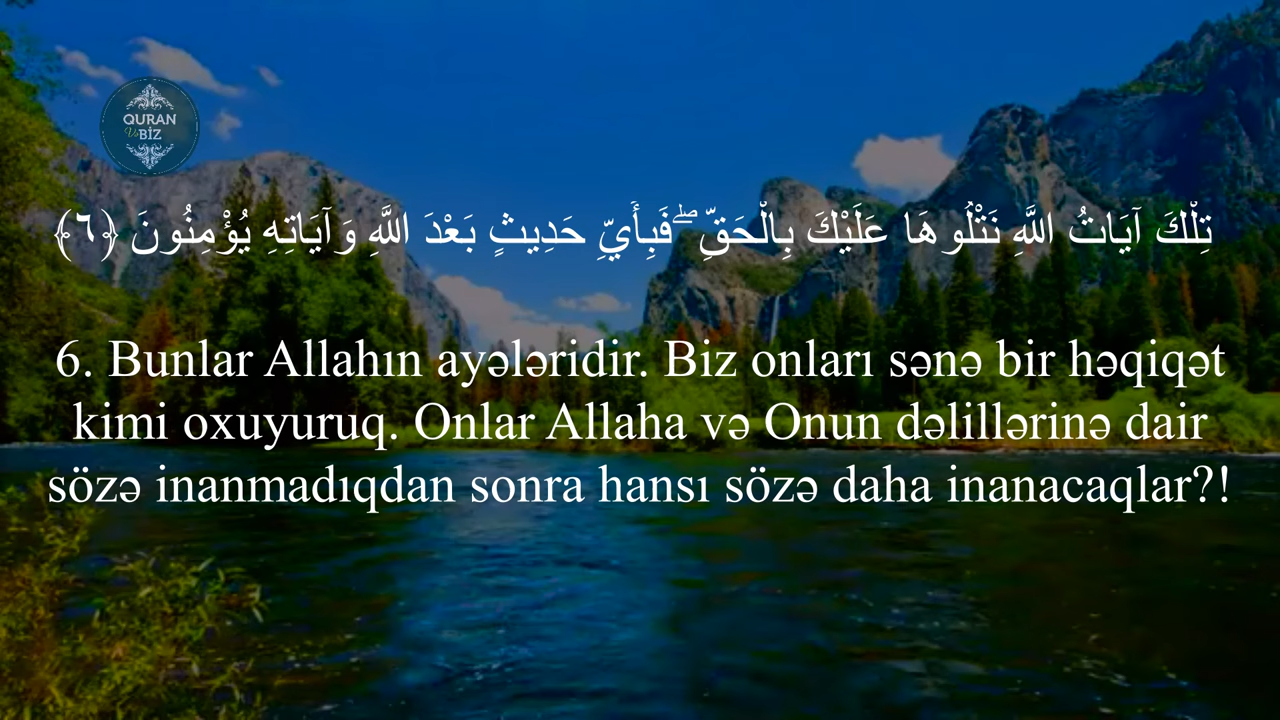 QURAN
Və BİZ
تِلْكَ آيَاتُ اللَّهِ نَتْلُوهَا عَلَيْكَ بِالْحَقِّ ۖ فَبِأَيِّ حَدِيثٍ بَعْدَ اللَّهِ وَآيَاتِهِ يُؤْمِنُونَ ﴿٦﴾
6. Bunlar Allahın ayələridir. Biz onları sənə bir həqiqət
kimi oxuyuruq. Onlar Allaha və Onun dəlillərinə dair
sözə inanmadıqdan sonra hansı sözə daha inanacaqlar?!